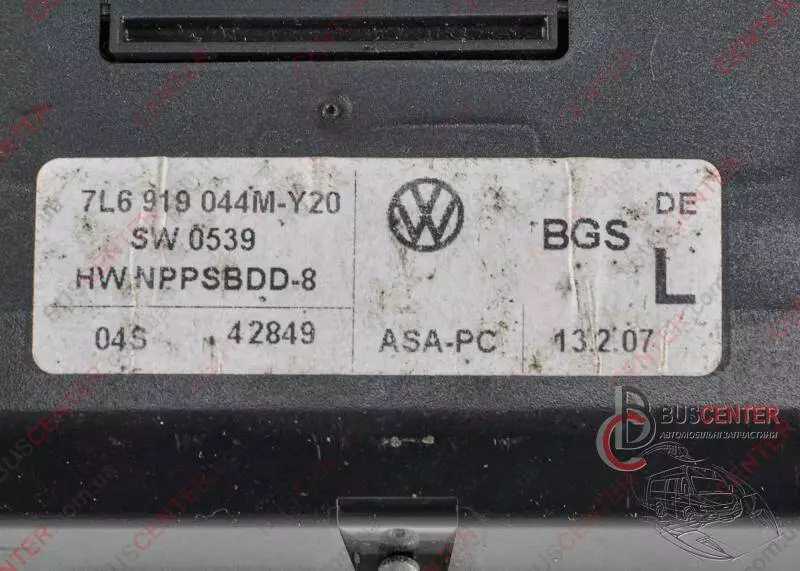 7L6 919 044M-Y20
SW 0539
HW NPPSBDD-8
04S 42849
ASA-PC
BGS
DE
L
13.2.07
BUSCENTER
АВТОМОБІЛЬНІ ЗАПЧАСТИНИ